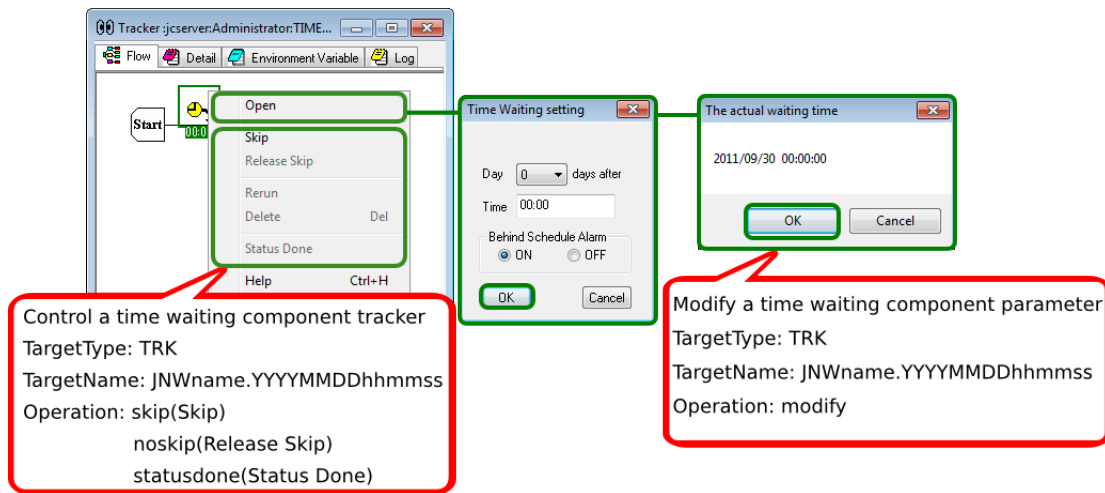 Tracker :jcserver:Administrator:TIME...
Flow Detail Environment Variable Log
Start
00:0
Open
Skip
Release Skip
Rerun
Delete Del
Status Done
Help Ctrl+H
Time Waiting setting
Day 0 days after
Time 00:00
Behind Schedule Alarm
ON OFF
OK Cancel
The actual waiting time
2011/09/30 00:00:00
OK Cancel
Control a time waiting component tracker
TargetType: TRK
TargetName: JNWname.YYYYMMDDhhmmss
Operation: skip(Skip)
noskip(Release Skip)
statusdone(Status Done)
Modify a time waiting component parameter
TargetType: TRK
TargetName: JNWname.YYYYMMDDhhmmss
Operation: modify